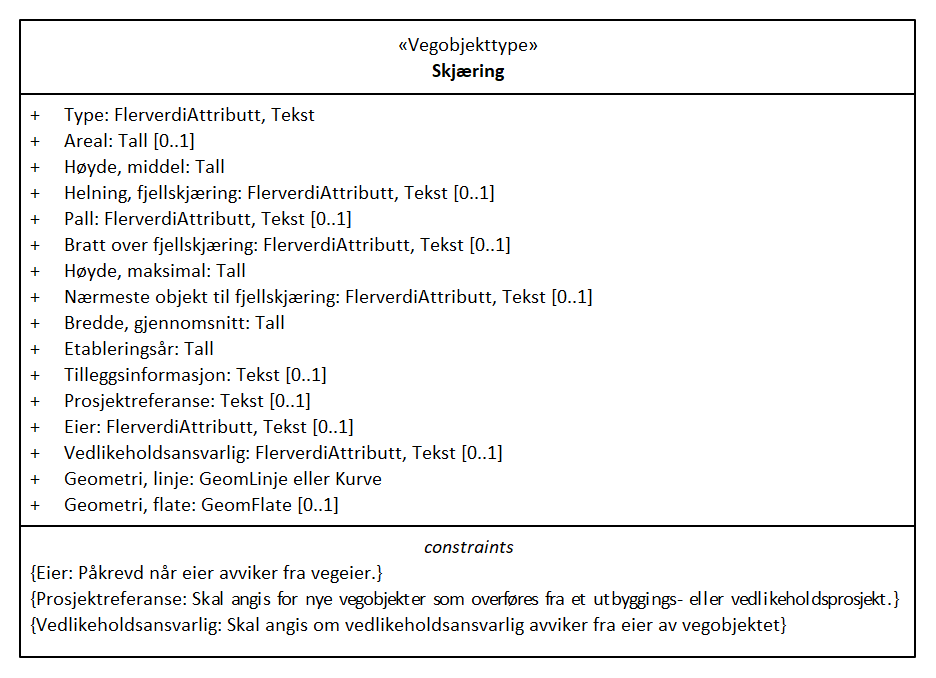 «Vegobjekttype»
Skjæring
+ Type: FlerverdiAttributt, Tekst
+ Areal: Tall [0..1]
+ Høyde, middel: Tall
+ Helning, fjellskjæring: FlerverdiAttributt, Tekst [0..1]
+ Pall: FlerverdiAttributt, Tekst [0..1]
+ Bratt over fjellskjæring: FlerverdiAttributt, Tekst [0..1]
+ Høyde, maksimal: Tall
+ Nærmeste objekt til fjellskjæring: FlerverdiAttributt, Tekst [0..1]
+ Bredde, gjennomsnitt: Tall
+ Etableringsår: Tall
+ Tilleggsinformasjon: Tekst [0..1]
+ Prosjektreferanse: Tekst [0..1]
+ Eier: FlerverdiAttributt, Tekst [0..1]
+ Vedlikeholdsansvarlig: FlerverdiAttributt, Tekst [0..1]
+ Geometri, linje: GeomLinje eller Kurve
+ Geometri, flate: GeomFlate [0..1]
constraints
{Eier: Påkrevd når eier avviker fra vegeier.}
{Prosjektreferanse: Skal angis for nye vegobjekter som overføres fra et utbyggings- eller vedlikeholdsprosjekt.}
{Vedlikeholdsansvarlig: Skal angis om vedlikeholdsansvarlig avviker fra eier av vegobjektet}